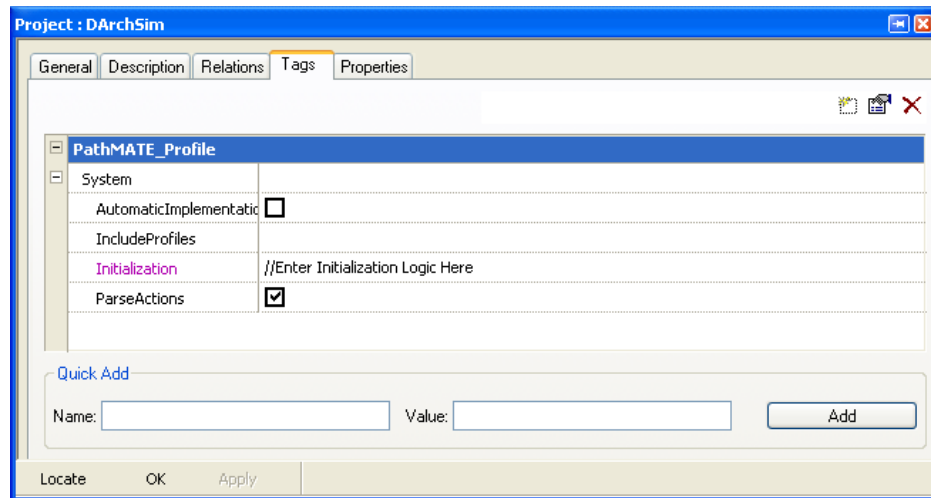 Project : DArchSim
General Description Relations Tags Properties
PathMATE_Profile
System
AutomaticImplementatic
IncludeProfiles
Initialization //Enter Initialization Logic Here
ParseActions
Quick Add
Name: Value: Add
Locate OK Apply